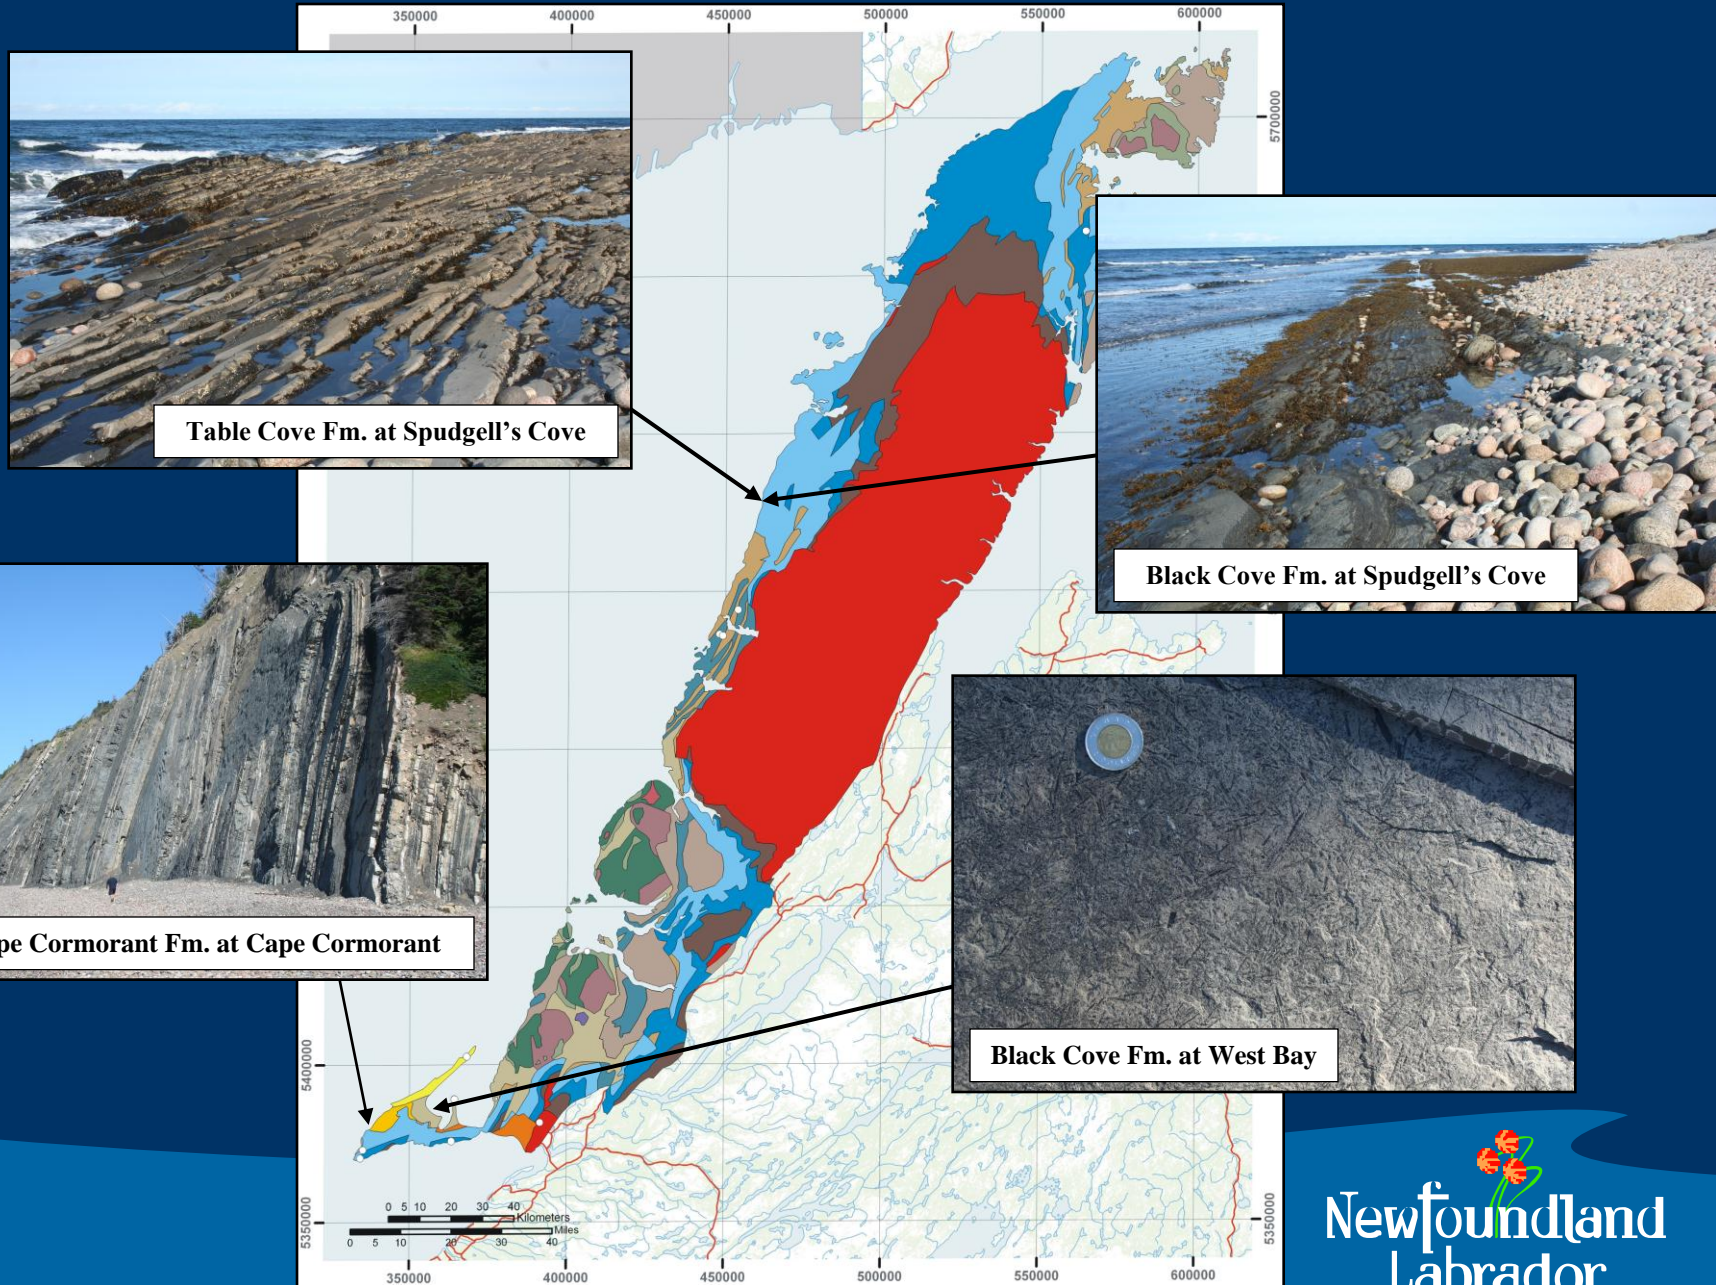 350000 400000 450000 500000 550000 600000
5700000
Table Cove Fm. at Spudgell's Cove
Black Cove Fm. at Spudgell's Cove
pe Cormorant Fm. at Cape Cormorant
Black Cove Fm. at West Bay
5400000
5350000
5350000
0 5 10 20 30 40
Kilometers
Miles
0 5 10 20 30 40
350000 400000 450000 500000 550000 600000
Newfoundland
Labrador